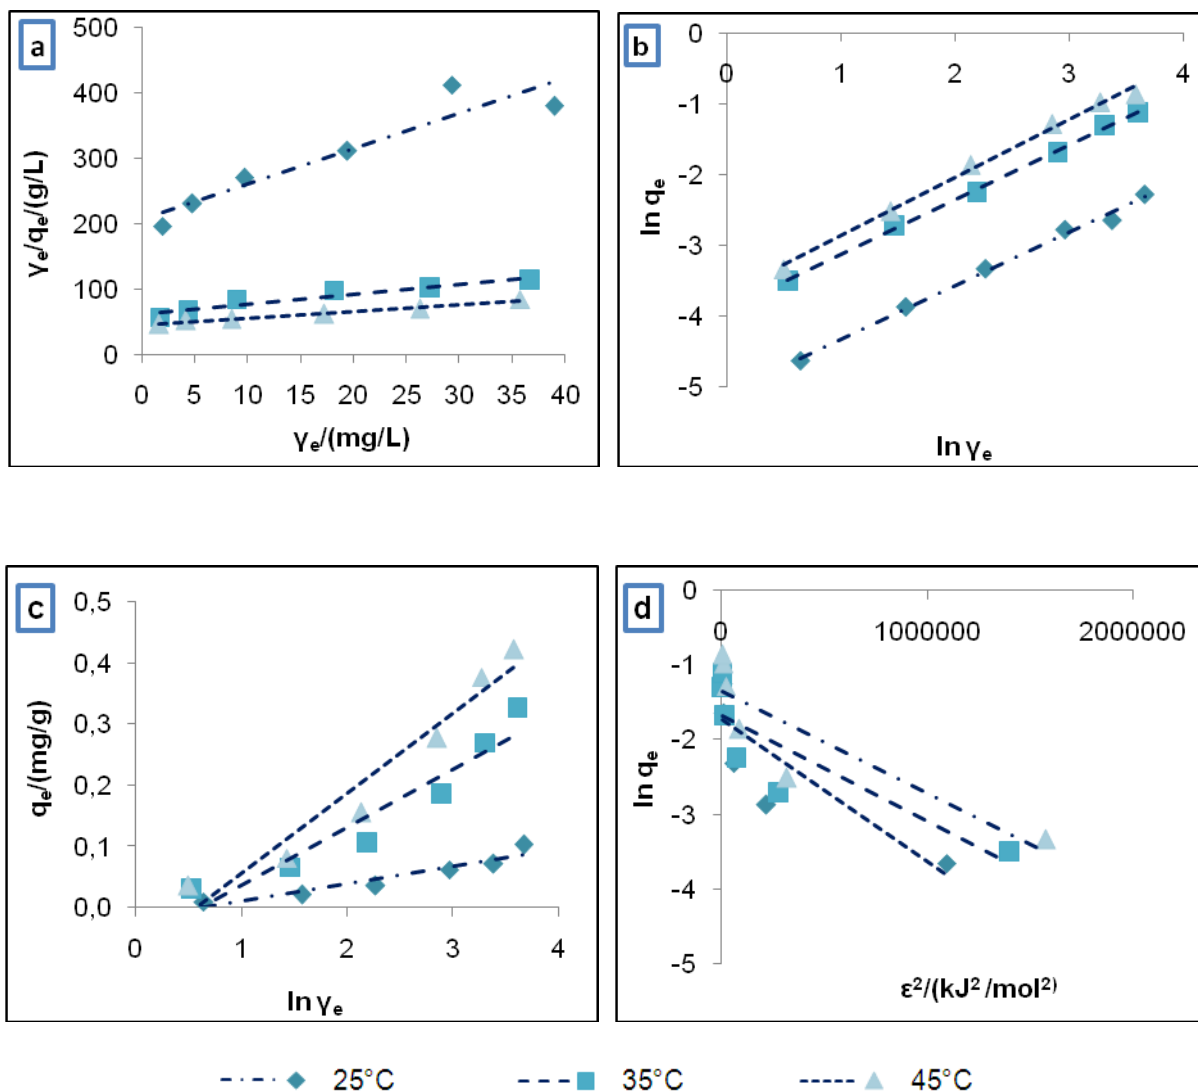 a
500
400
300
200
100
0
0 5 10 15 20 25 30 35 40
γe/qe/(g/L)
γe/(mg/L)
b
0
-1
-2
-3
-4
-5
0 1 2 3 4
ln qe
ln γe
c
0,5
0,4
0,3
0,2
0,1
0,0
0 1 2 3 4
qe/(mg/g)
ln γe
d
0
-1
-2
-3
-4
-5
0 1000000 2000000
ln qe
ε²/(kJ²/mol²)
25°C 35°C 45°C